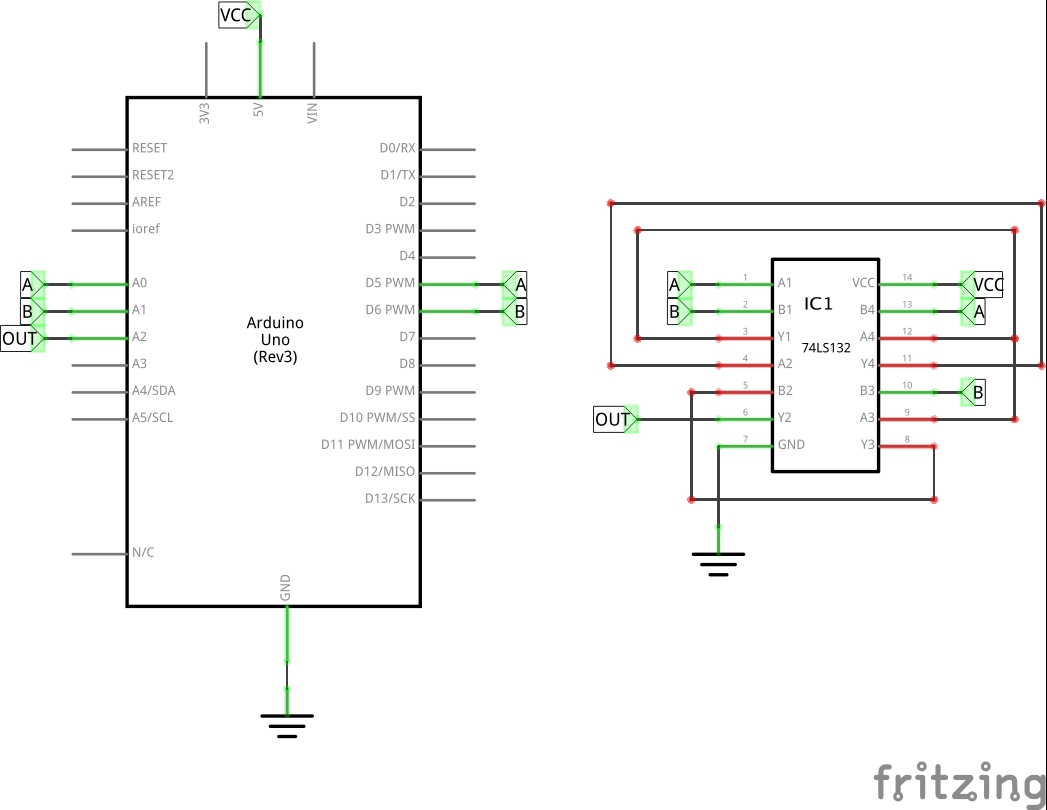 VCC
3V3
5V
VIN
RESET
RESET2
AREF
ioref
A0
A1
A2
A3
A4/SDA
A5/SCL
N/C
A
B
OUT
Arduino
Uno
(Rev3)
D0/RX
D1/TX
D2
D3 PWM
D4
D5 PWM
D6 PWM
D7
D8
D9 PWM
D10 PWM/SS
D11 PWM/MOSI
D12/MISO
D13/SCK
A
B
GND
A
B
OUT
1
2
3
4
5
6
7
A1
B1
Y1
A2
B2
Y2
GND
IC1
74LS132
VCC
B4
A4
Y4
B3
A3
Y3
14
13
12
11
10
9
8
VCC
A
B
fritzing